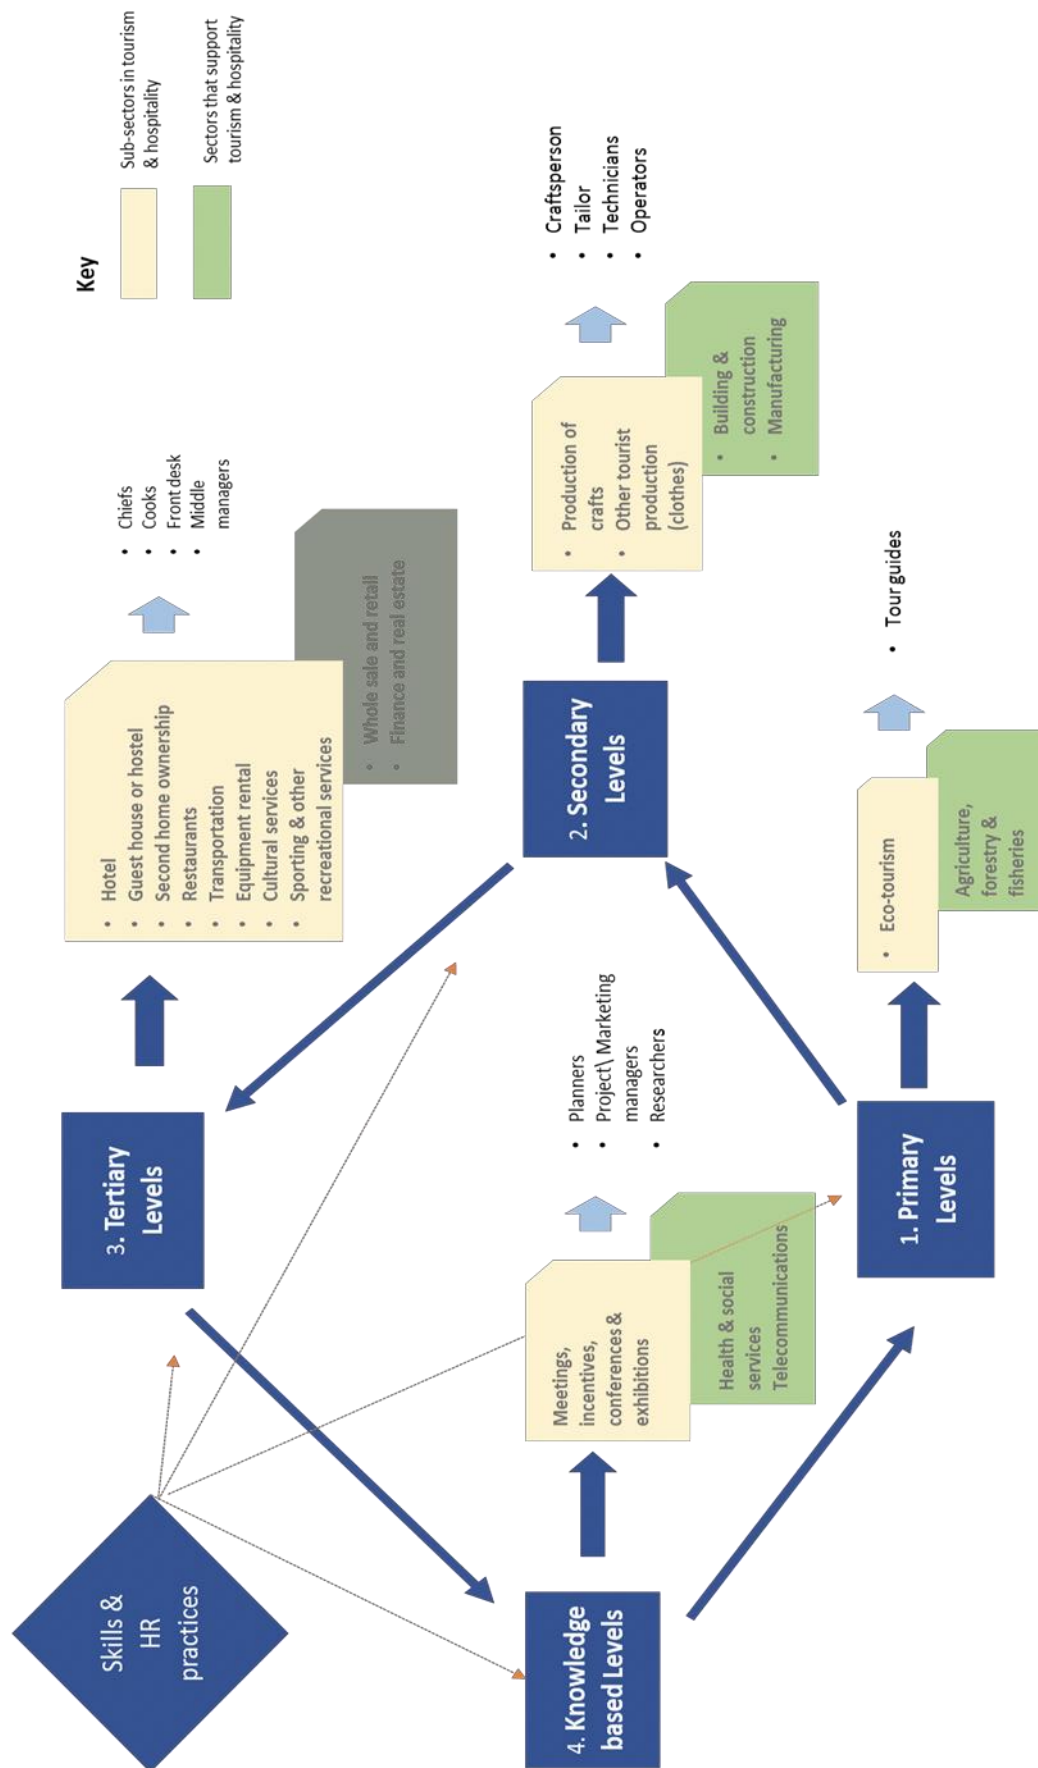 Skills &
HR
practices
3. Tertiary
Levels
• Hotel
• Guest house or hostel
• Second home ownership
• Restaurants
• Transportation
• Equipment rental
• Cultural services
• Sporting & other
recreational services
• Whole sale and retail
• Finance and real estate
• Chiefs
• Cooks
• Front desk
• Middle
managers
Key
Sub-sectors in tourism
& hospitality
Sectors that support
tourism & hospitality
4. Knowledge
based Levels
Meetings,
incentives,
conferences &
exhibitions
Health & social
services
Telecommunications
• Planners
• Project\ Marketing
managers
• Researchers
2. Secondary
Levels
• Production of
crafts
• Other tourist
production
(clothes)
• Building &
construction
• Manufacturing
• Craftsperson
• Tailor
• Technicians
• Operators
1. Primary
Levels
• Eco-tourism
Agriculture,
forestry &
fisheries
• Tour guides